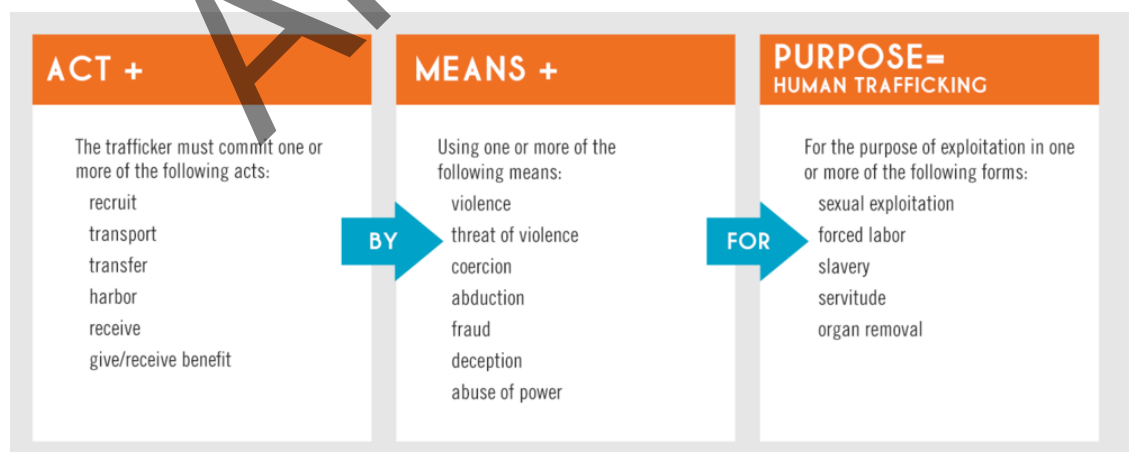 ACT +
The trafficker must commit one or
more of the following acts:
recruit
transport
transfer
harbor
receive
give/receive benefit
BY
MEANS +
Using one or more of the
following means:
violence
threat of violence
coercion
abduction
fraud
deception
abuse of power
FOR
PURPOSE=
HUMAN TRAFFICKING
For the purpose of exploitation in one
or more of the following forms:
sexual exploitation
forced labor
slavery
servitude
organ removal